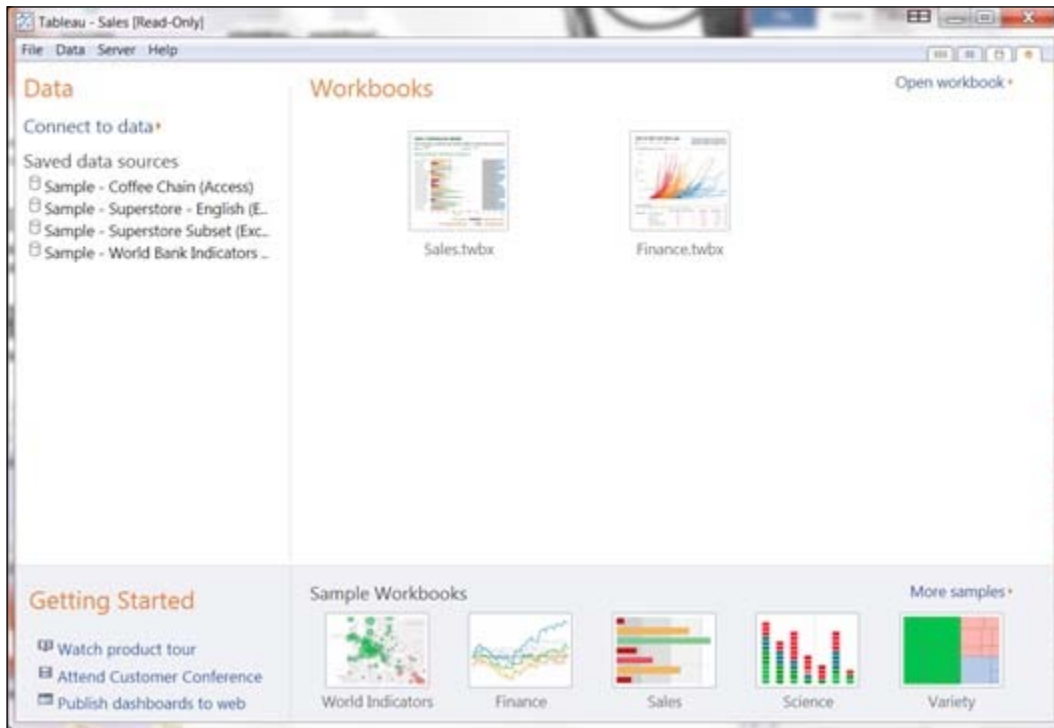 Tableau - Sales [Read-Only]
File Data Server Help
Data
Connect to data
Saved data sources
Sample - Coffee Chain (Access)
Sample - Superstore - English (E...
Sample - Superstore Subset (Exc...
Sample - World Bank Indicators ...
Workbooks
Open workbook
Sales.twbx
Finance.twbx
Getting Started
Watch product tour
Attend Customer Conference
Publish dashboards to web
Sample Workbooks
More samples
World Indicators
Finance
Sales
Science
Variety